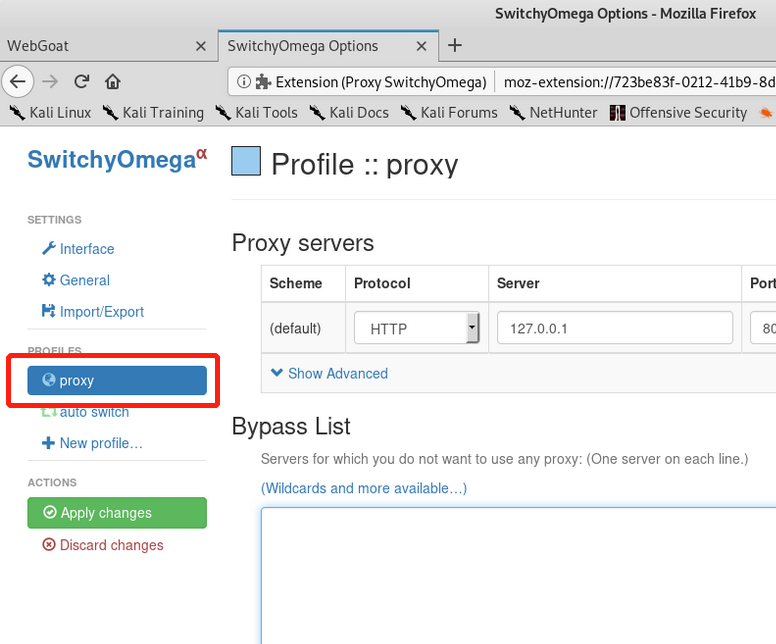 SwitchyOmega Options - Mozilla Firefox
WebGoat
SwitchyOmega Options
Extension (Proxy SwitchyOmega) moz-extension://723be83f-0212-41b9-8d
Kali Linux Kali Training Kali Tools Kali Docs Kali Forums NetHunter Offensive Security
SwitchyOmegaα
Profile :: proxy
SETTINGS
Interface
General
Import/Export
PROFILES
proxy
auto switch
New profile…
ACTIONS
Apply changes
Discard changes
Proxy servers
Scheme Protocol Server Port
(default) HTTP 127.0.0.1 80
Show Advanced
Bypass List
Servers for which you do not want to use any proxy: (One server on each line.)
(Wildcards and more available…)